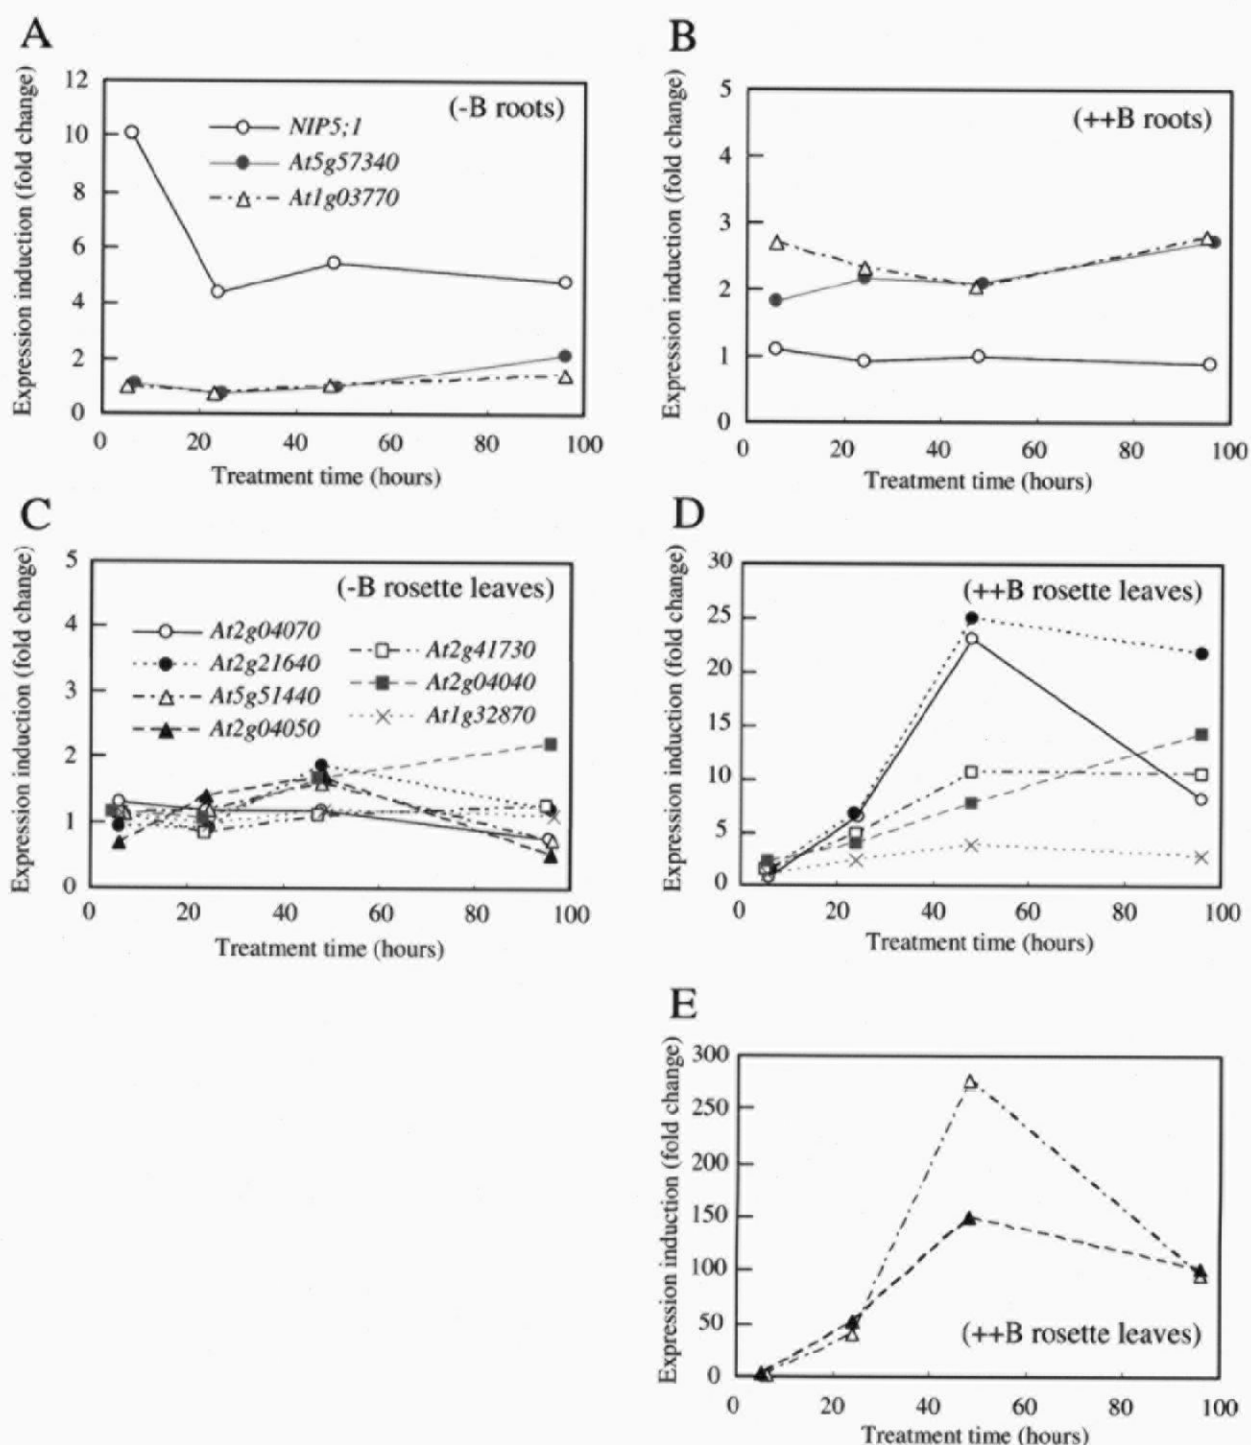 A
Expression induction (fold change)
12
10
8
6
4
2
0
(-B roots)
NIP5;1
At5g57340
At1g03770
0 20 40 60 80 100
Treatment time (hours)
B
Expression induction (fold change)
5
4
3
2
1
0
(++B roots)
0 20 40 60 80 100
Treatment time (hours)
C
Expression induction (fold change)
5
4
3
2
1
0
(-B rosette leaves)
At2g04070
At2g21640
At5g51440
At2g04050
At2g41730
At2g04040
At1g32870
0 20 40 60 80 100
Treatment time (hours)
D
Expression induction (fold change)
30
25
20
15
10
5
0
(++B rosette leaves)
0 20 40 60 80 100
Treatment time (hours)
E
Expression induction (fold change)
300
250
200
150
100
50
0
(++B rosette leaves)
0 20 40 60 80 100
Treatment time (hours)